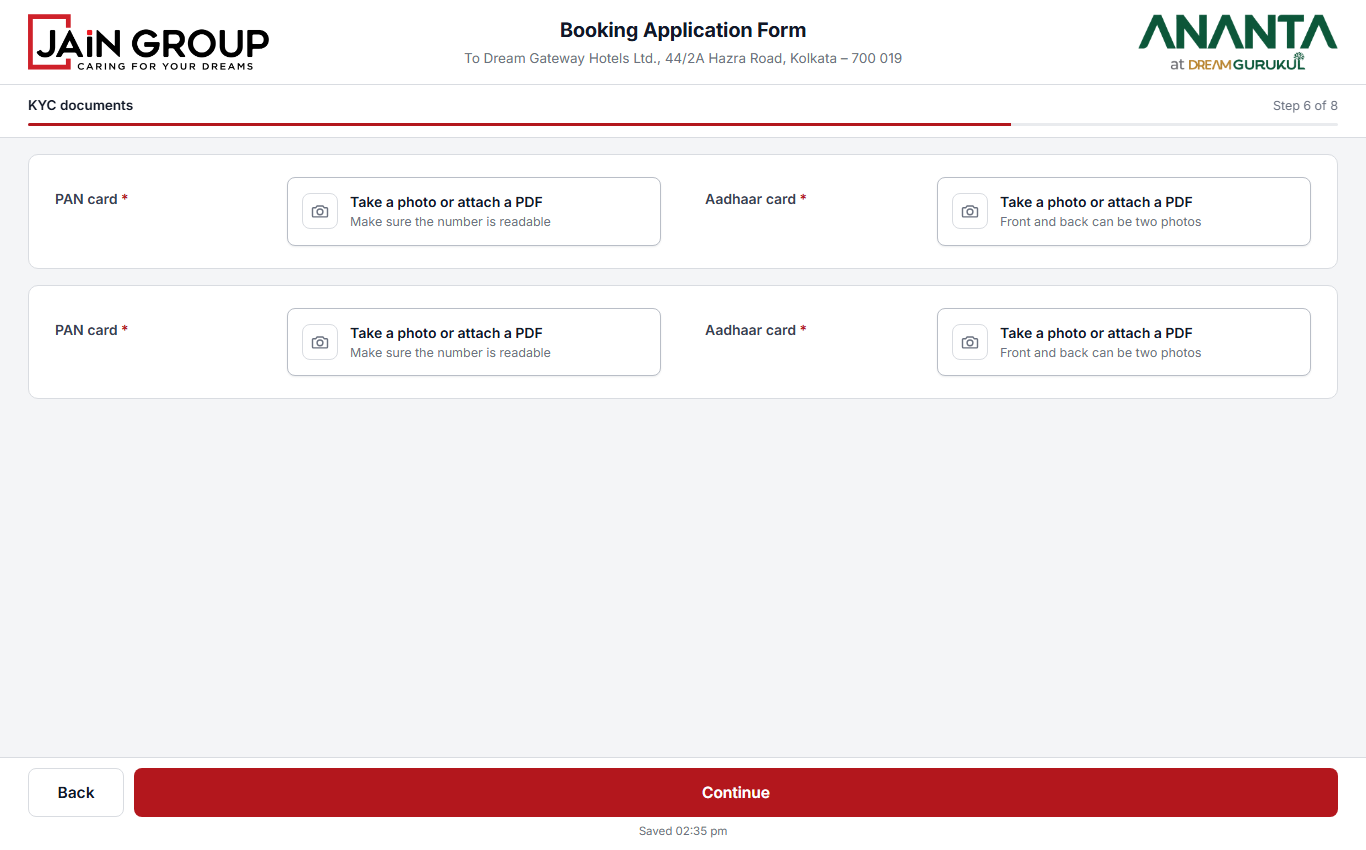 JAiN GROUP
CARING FOR YOUR DREAMS
Booking Application Form
To Dream Gateway Hotels Ltd., 44/2A Hazra Road, Kolkata – 700 019
ANANTA
at DREAM GURUKUL
KYC documents
Step 6 of 8
PAN card *
Take a photo or attach a PDF
Make sure the number is readable
Aadhaar card *
Take a photo or attach a PDF
Front and back can be two photos
PAN card *
Take a photo or attach a PDF
Make sure the number is readable
Aadhaar card *
Take a photo or attach a PDF
Front and back can be two photos
Back
Continue
Saved 02:35 pm